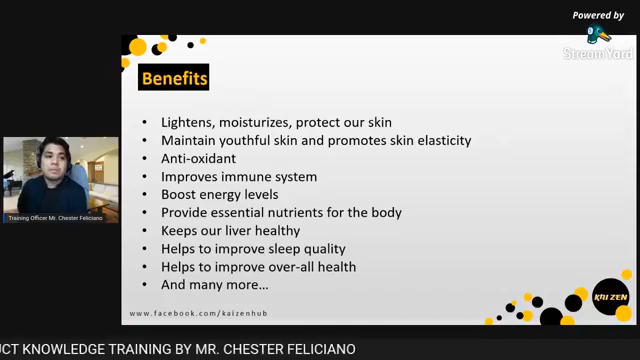 Powered by
StreamYard
Benefits
• Lightens, moisturizes, protect our skin
• Maintain youthful skin and promotes skin elasticity
• Anti-oxidant
• Improves immune system
• Boost energy levels
• Provide essential nutrients for the body
• Keeps our liver healthy
• Helps to improve sleep quality
• Helps to improve over-all health
• And many more…
Training Officer Mr. Chester Feliciano
KAI ZEN
www.facebook.com/kaizenhub
UCT KNOWLEDGE TRAINING BY MR. CHESTER FELICIANO